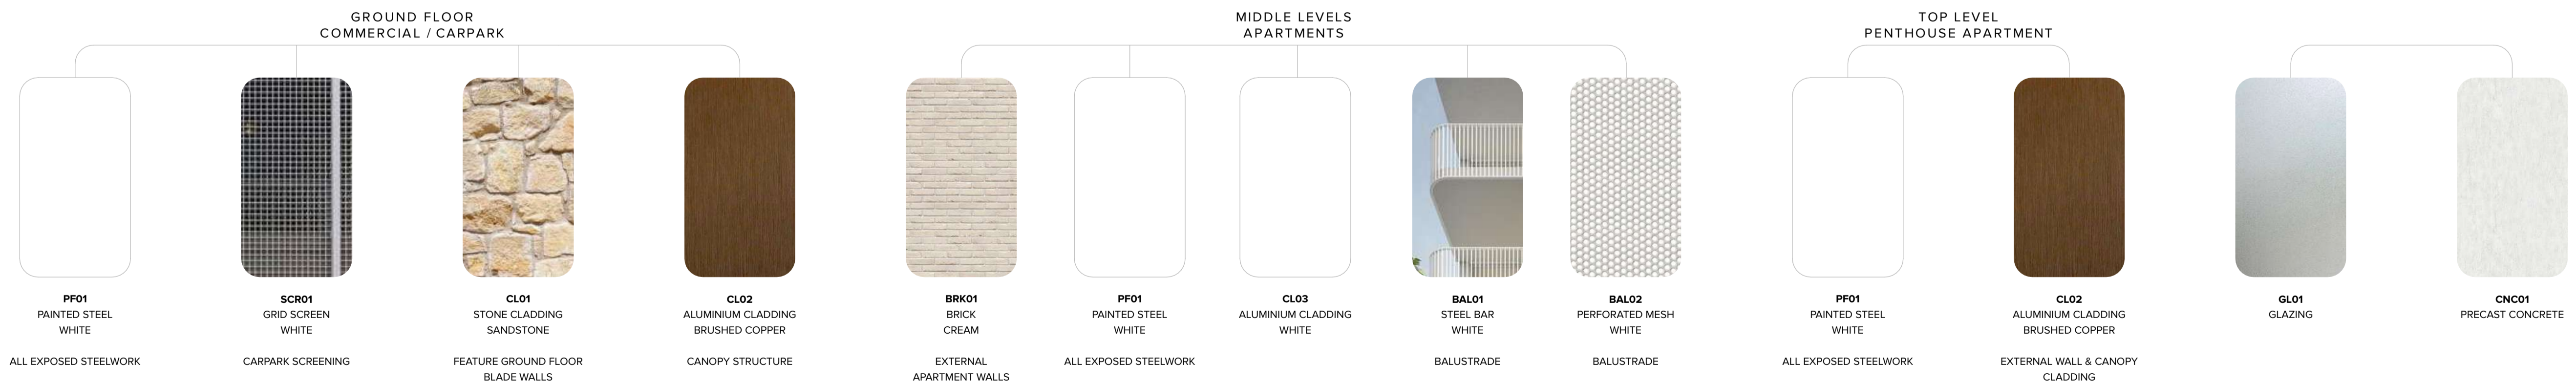 GROUND FLOOR
COMMERCIAL / CARPARK
PF01
PAINTED STEEL
WHITE
ALL EXPOSED STEELWORK
SCR01
GRID SCREEN
WHITE
CARPARK SCREENING
CL01
STONE CLADDING
SANDSTONE
FEATURE GROUND FLOOR
BLADE WALLS
CL02
ALUMINIUM CLADDING
BRUSHED COPPER
CANOPY STRUCTURE
MIDDLE LEVELS
APARTMENTS
BRK01
BRICK
CREAM
EXTERNAL
APARTMENT WALLS
PF01
PAINTED STEEL
WHITE
ALL EXPOSED STEELWORK
CL03
ALUMINIUM CLADDING
WHITE
BAL01
STEEL BAR
WHITE
BALUSTRADE
BAL02
PERFORATED MESH
WHITE
BALUSTRADE
TOP LEVEL
PENTHOUSE APARTMENT
PF01
PAINTED STEEL
WHITE
ALL EXPOSED STEELWORK
CL02
ALUMINIUM CLADDING
BRUSHED COPPER
EXTERNAL WALL & CANOPY
CLADDING
GL01
GLAZING
CNC01
PRECAST CONCRETE